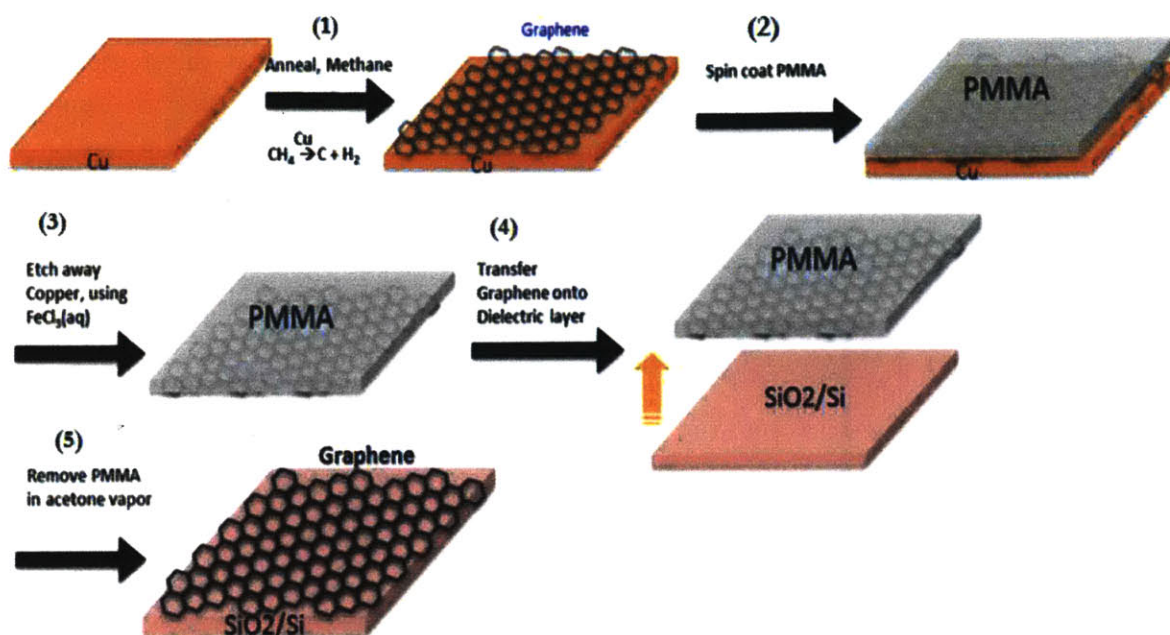 (1)
Anneal, Methane
Cu
CH₄ → C + H₂
Cu
Graphene
Cu
(2)
Spin coat PMMA
PMMA
Cu
(3)
Etch away
Copper, using
FeCl₃(aq)
PMMA
(4)
Transfer
Graphene onto
Dielectric layer
PMMA
SiO2/Si
(5)
Remove PMMA
in acetone vapor
Graphene
SiO2/Si